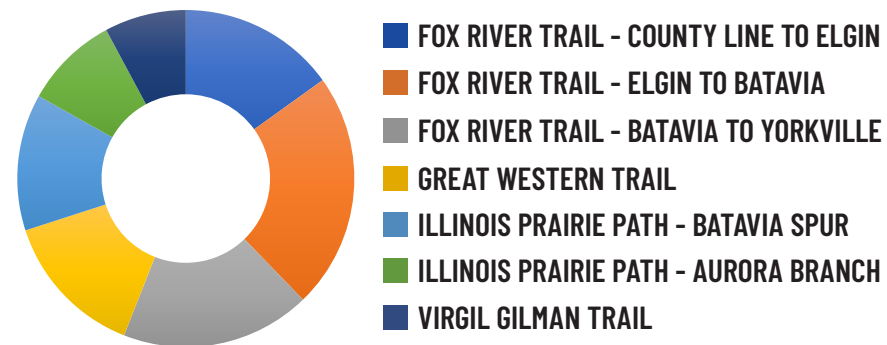 FOX RIVER TRAIL - COUNTY LINE TO ELGIN
FOX RIVER TRAIL - ELGIN TO BATAVIA
FOX RIVER TRAIL - BATAVIA TO YORKVILLE
GREAT WESTERN TRAIL
ILLINOIS PRAIRIE PATH - BATAVIA SPUR
ILLINOIS PRAIRIE PATH - AURORA BRANCH
VIRGIL GILMAN TRAIL